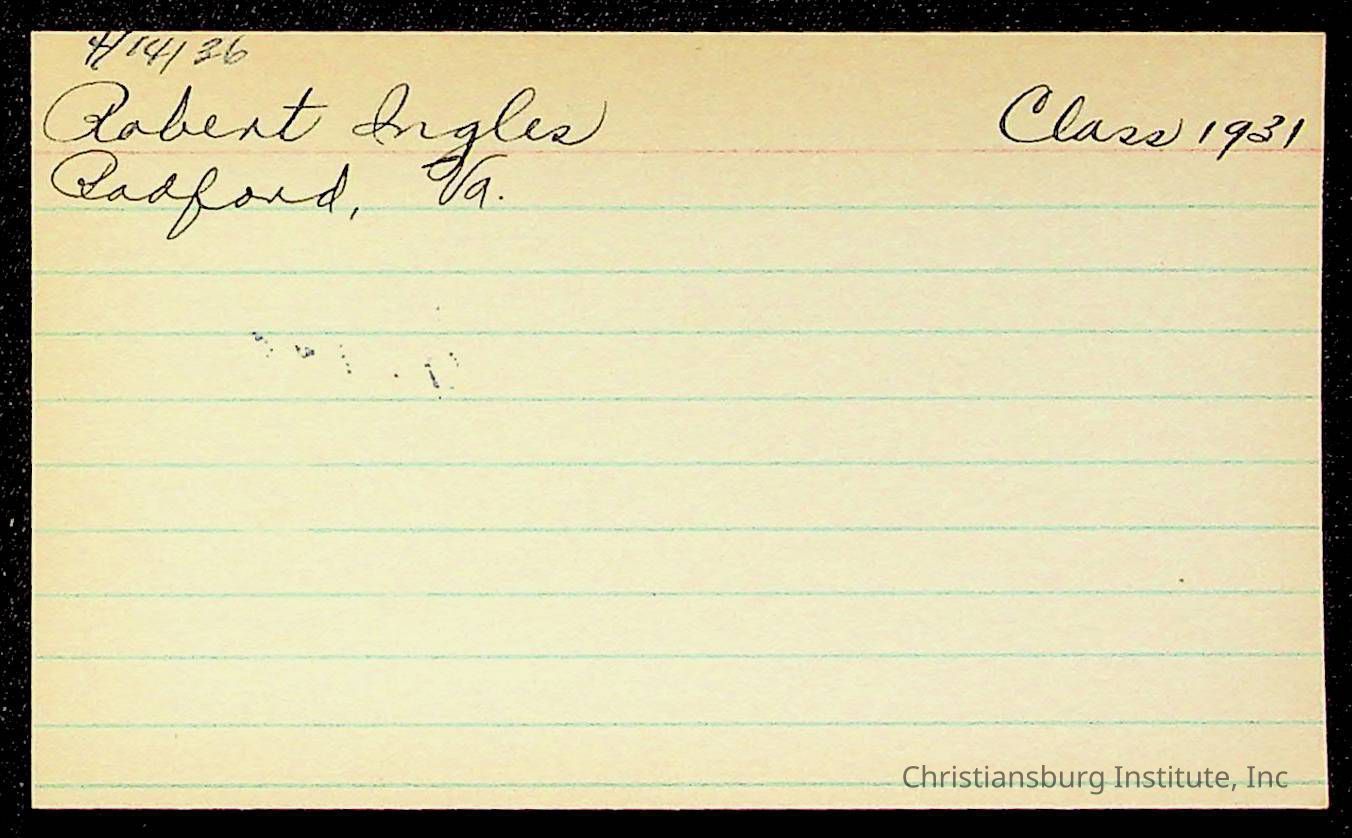 4/14/36
Robert Ingles Class 1931
Radford, Va.
Christiansburg Institute, Inc